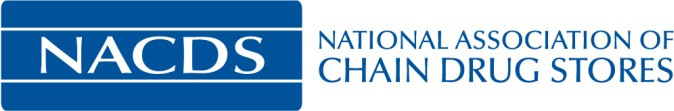 NACDS
NATIONAL ASSOCIATION OF
CHAIN DRUG STORES